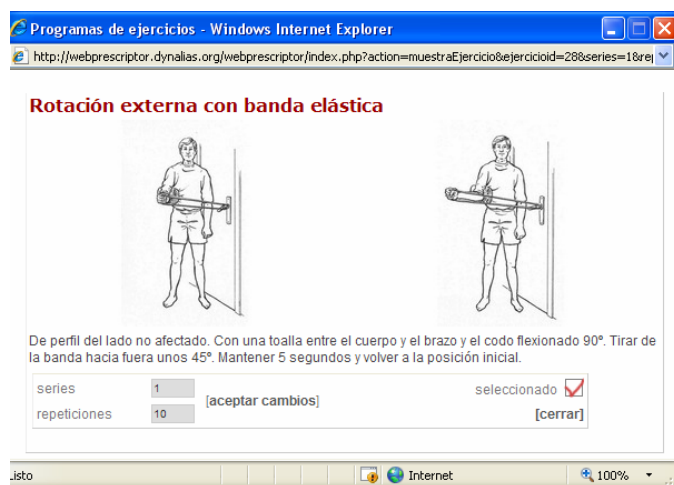 Programas de ejercicios - Windows Internet Explorer
http://webprescriptor.dynalias.org/webprescriptor/index.php?action=muestraEjercicio&ejercicioid=28&series=1&rej
Rotación externa con banda elástica
De perfil del lado no afectado. Con una toalla entre el cuerpo y el brazo y el codo flexionado 90º. Tirar de
la banda hacia fuera unos 45º. Mantener 5 segundos y volver a la posición inicial.
series 1 [aceptar cambios] seleccionado
repeticiones 10 [cerrar]
Listo Internet 100%